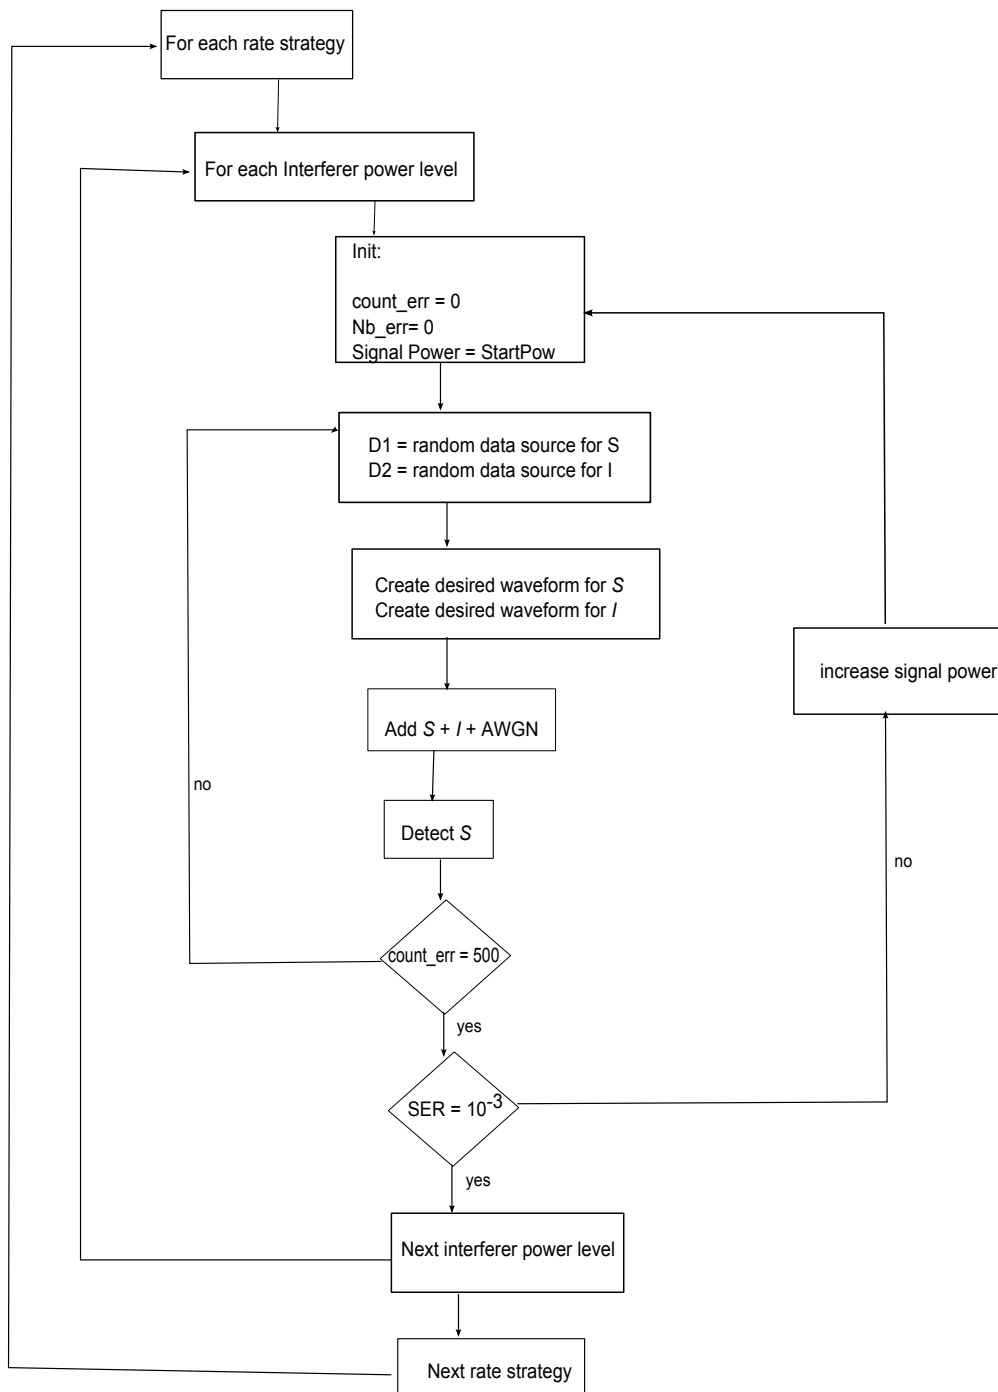 For each rate strategy
For each Interferer power level
Init:
count_err = 0
Nb_err= 0
Signal Power = StartPow
D1 = random data source for S
D2 = random data source for I
Create desired waveform for S
Create desired waveform for I
increase signal power
Add S + I + AWGN
no
Detect S
no
count_err = 500
yes
SER = 10^-3
yes
Next interferer power level
Next rate strategy